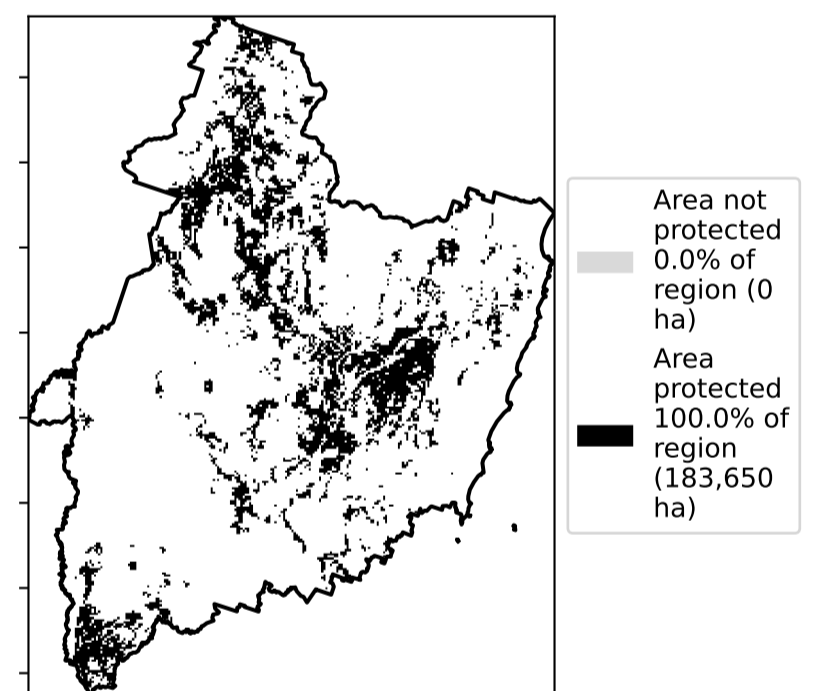 Area not
protected
0.0% of
region (0
ha)
Area
protected
100.0% of
region
(183,650
ha)